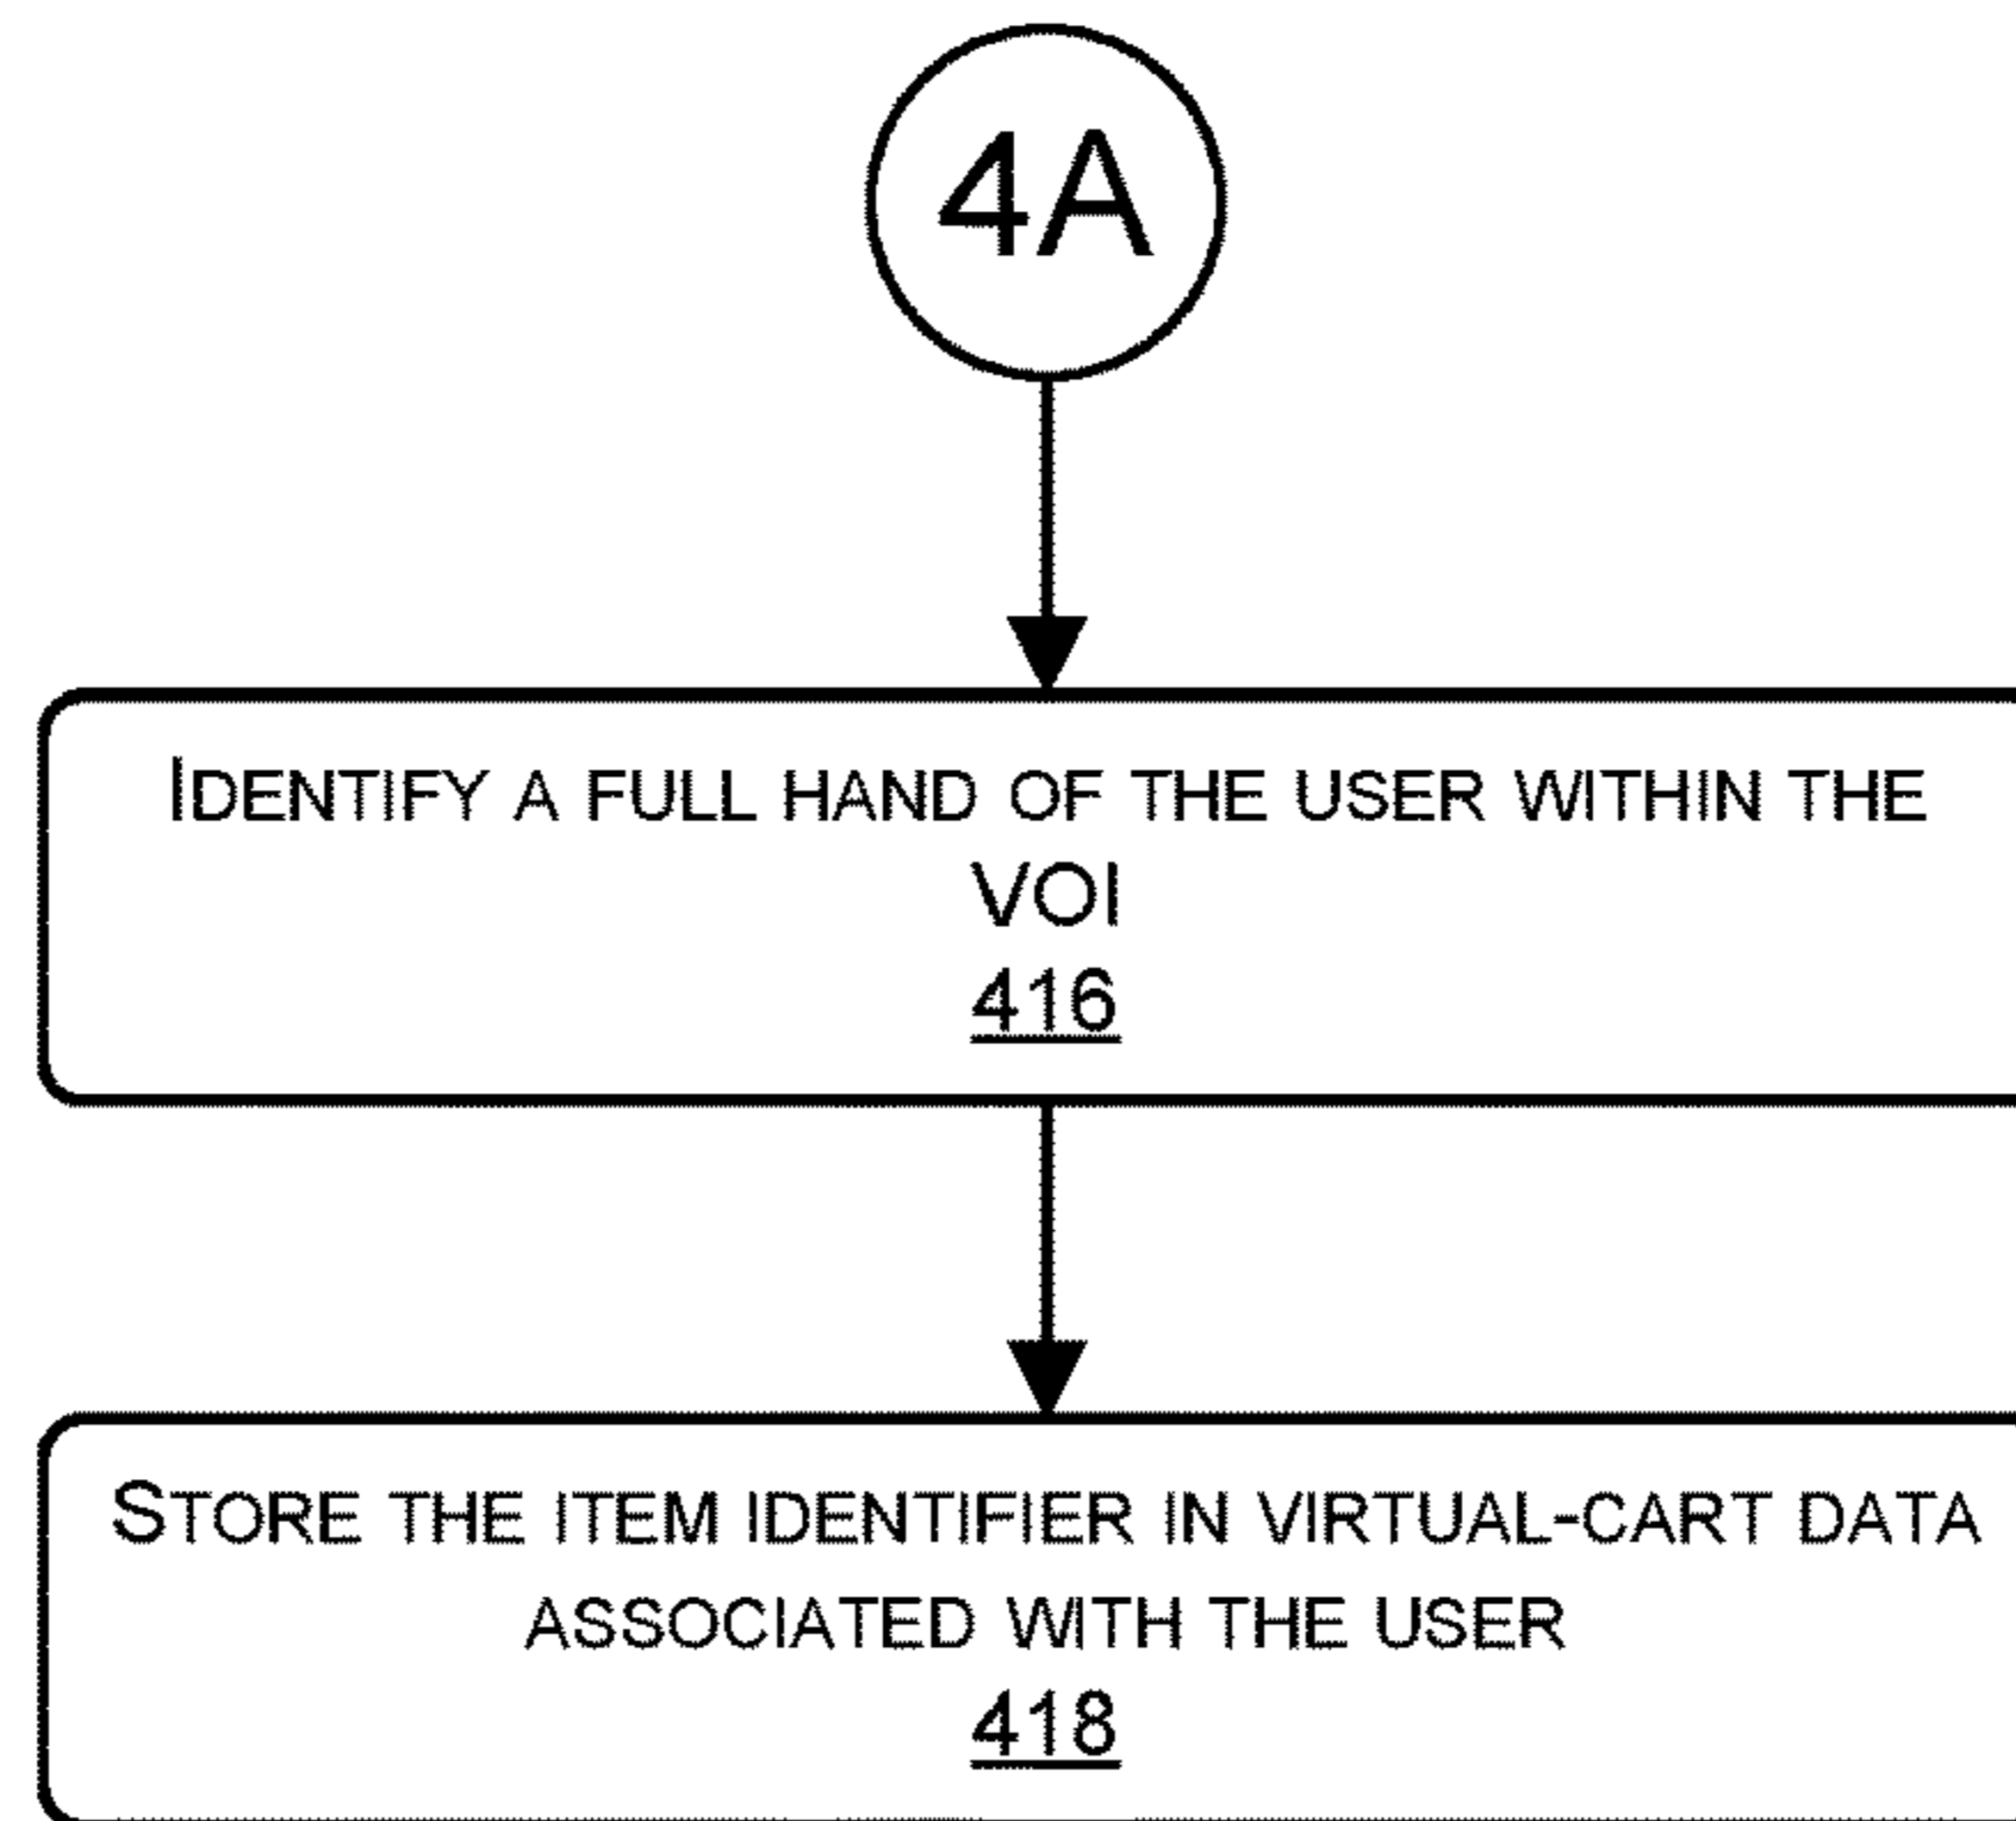 4A
IDENTIFY A FULL HAND OF THE USER WITHIN THE
VOI
416
STORE THE ITEM IDENTIFIER IN VIRTUAL-CART DATA
ASSOCIATED WITH THE USER
418